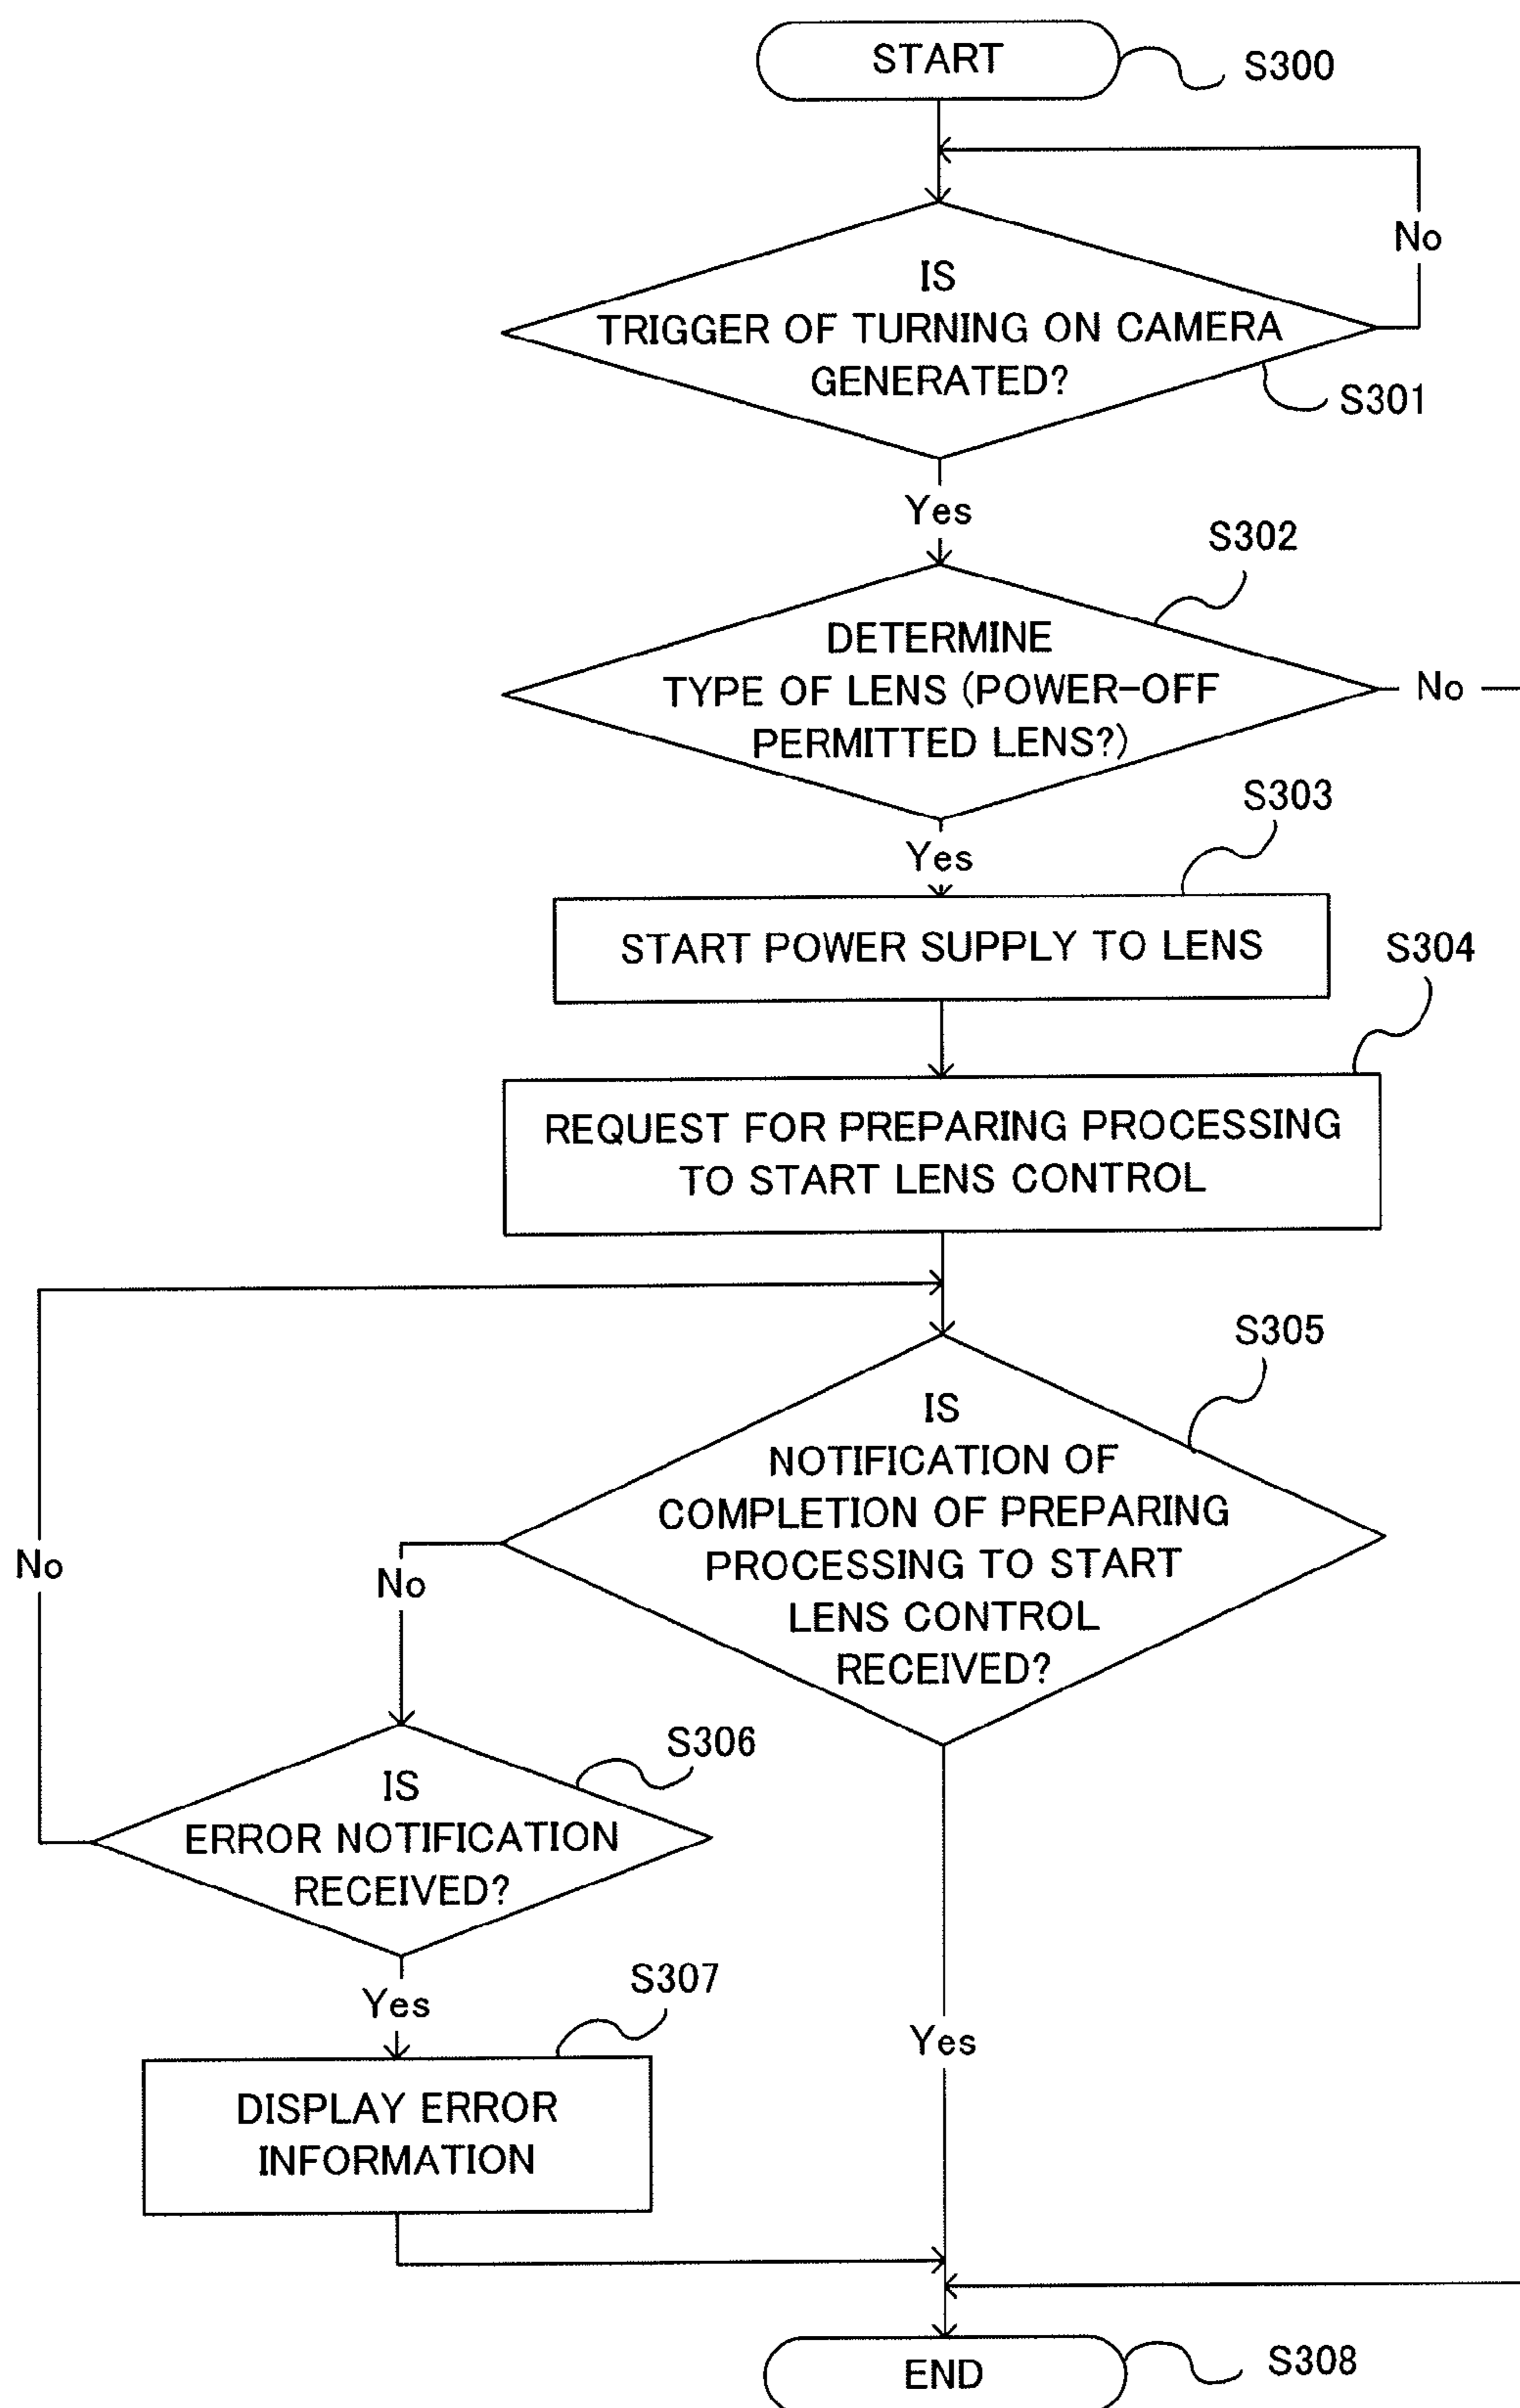 START
S300
No
IS
TRIGGER OF TURNING ON CAMERA
GENERATED?
S301
Yes
S302
DETERMINE
TYPE OF LENS (POWER-OFF
PERMITTED LENS?)
No
S303
Yes
START POWER SUPPLY TO LENS
S304
REQUEST FOR PREPARING PROCESSING
TO START LENS CONTROL
S305
IS
NOTIFICATION OF
COMPLETION OF PREPARING
PROCESSING TO START
LENS CONTROL
RECEIVED?
No
No
S306
IS
ERROR NOTIFICATION
RECEIVED?
S307
Yes
Yes
DISPLAY ERROR
INFORMATION
END
S308